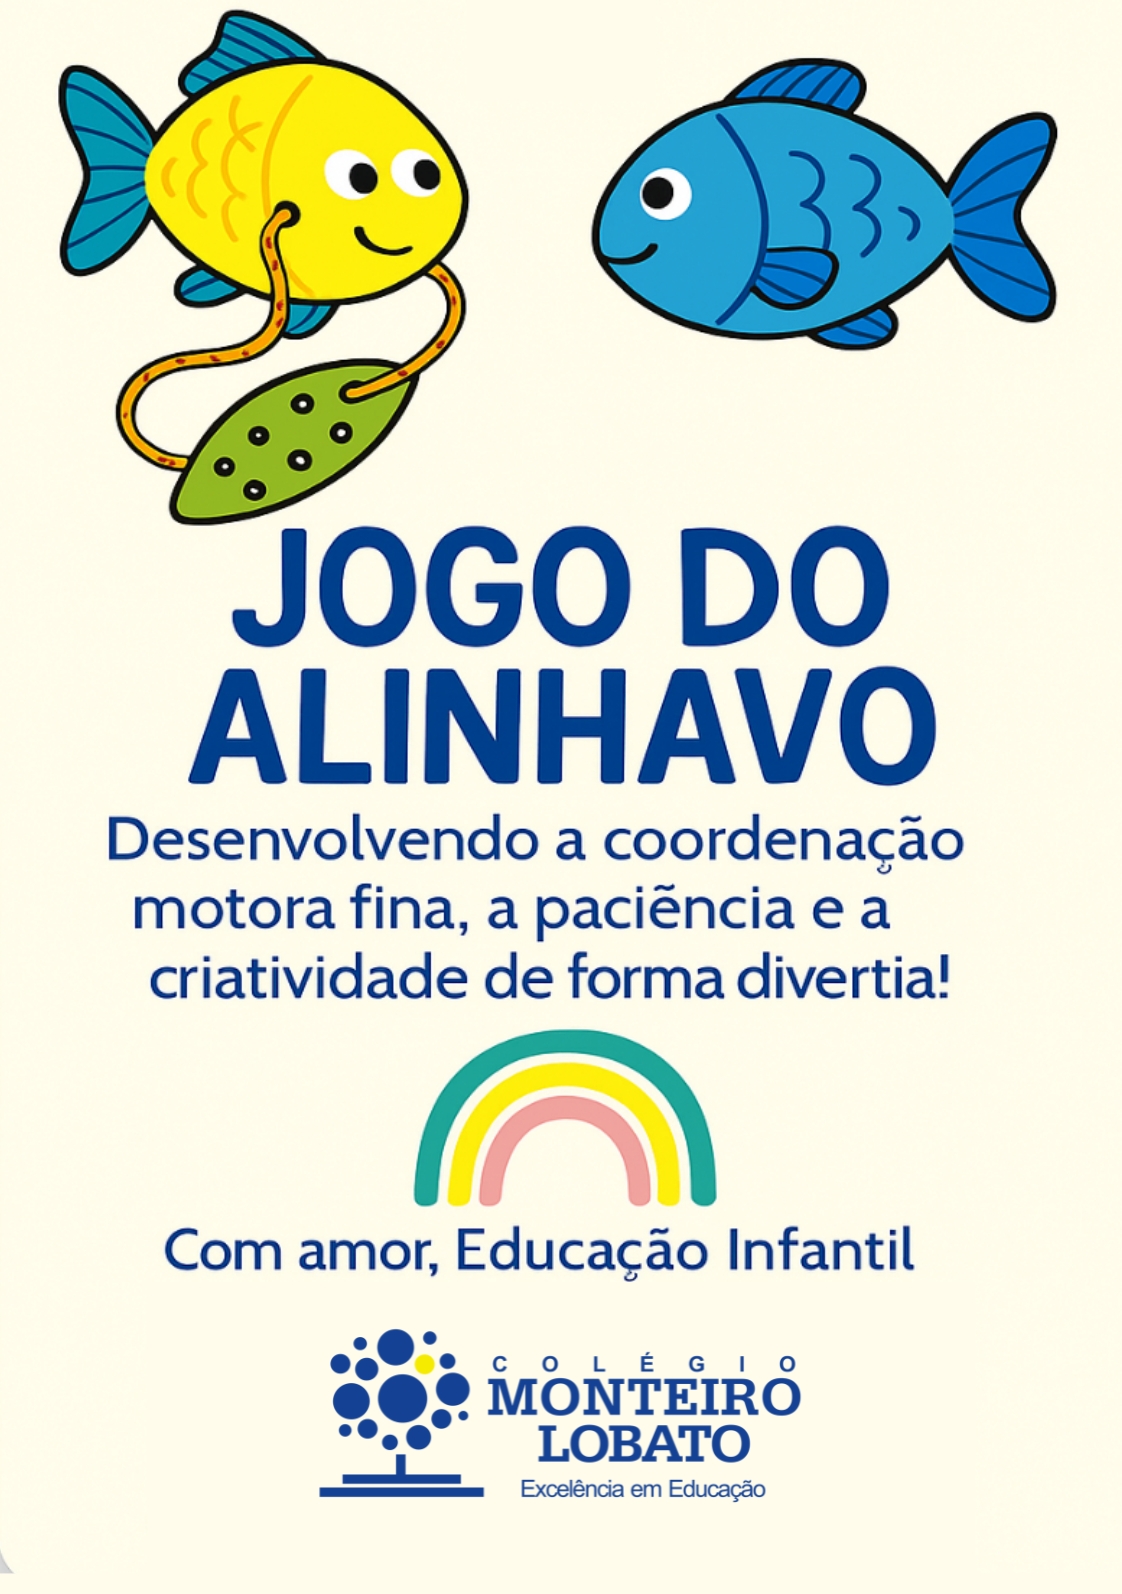 JOGO DO
ALINHAVO
Desenvolvendo a coordenação
motora fina, a paciẽncia e a
criatividade de forma divertia!
Com amor, Educação Infantil
COLÉGIO
MONTEIRO
LOBATO
Excelência em Educação